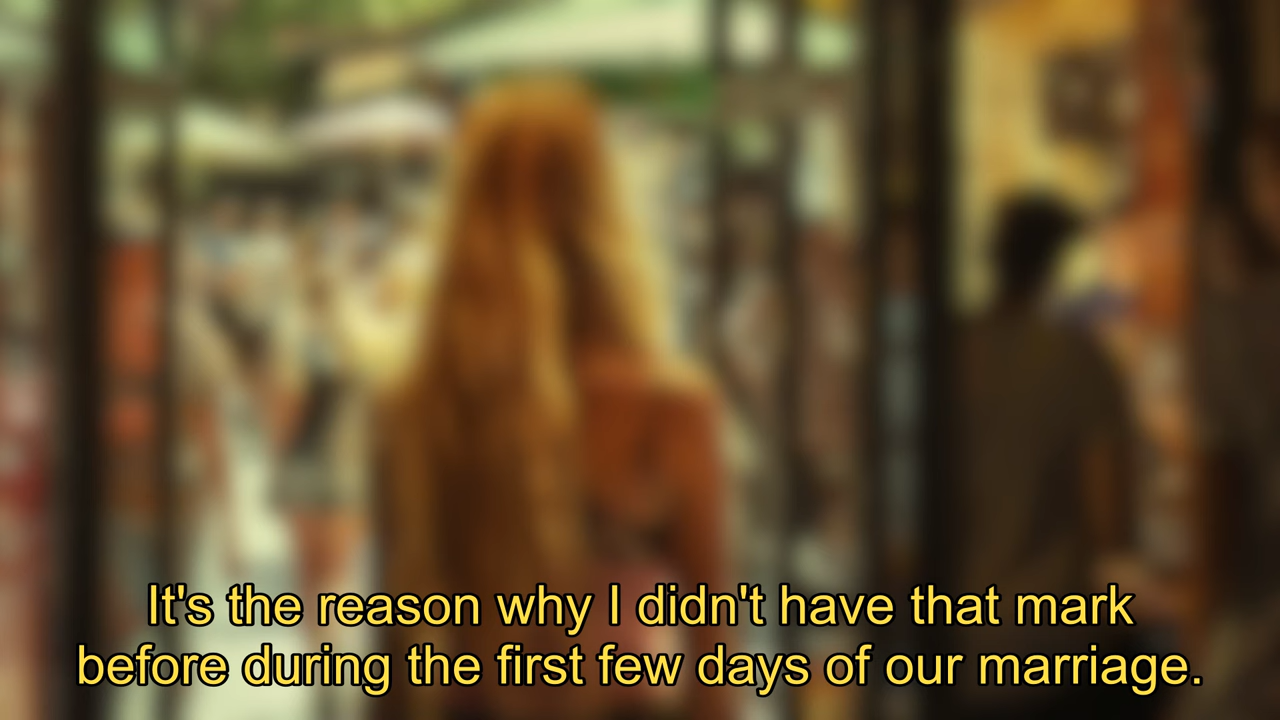 It's the reason why I didn't have that mark
before during the first few days of our marriage.